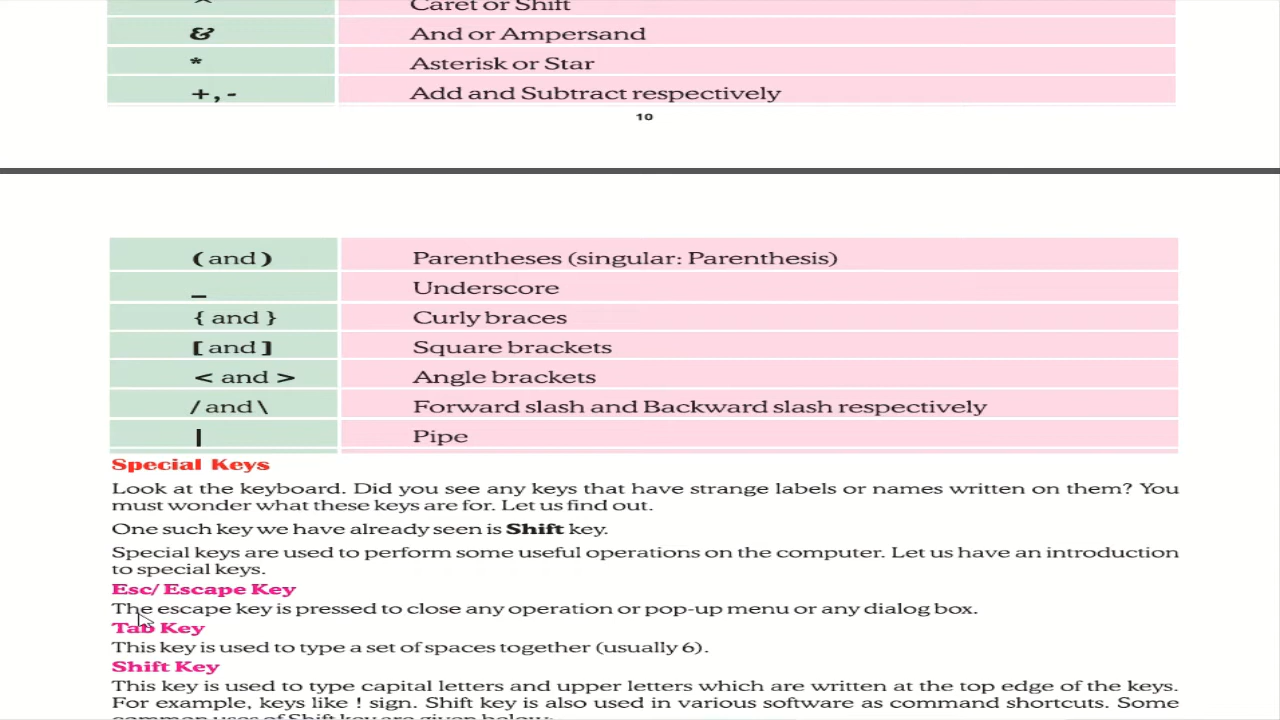 ^ Caret or Shift
& And or Ampersand
* Asterisk or Star
+, - Add and Subtract respectively
10
( and ) Parentheses (singular: Parenthesis)
_ Underscore
{ and } Curly braces
[ and ] Square brackets
< and > Angle brackets
/ and \ Forward slash and Backward slash respectively
| Pipe
Special Keys
Look at the keyboard. Did you see any keys that have strange labels or names written on them? You
must wonder what these keys are for. Let us find out.
One such key we have already seen is Shift key.
Special keys are used to perform some useful operations on the computer. Let us have an introduction
to special keys.
Esc/ Escape Key
The escape key is pressed to close any operation or pop-up menu or any dialog box.
Tab Key
This key is used to type a set of spaces together (usually 6).
Shift Key
This key is used to type capital letters and upper letters which are written at the top edge of the keys.
For example, keys like ! sign. Shift key is also used in various software as command shortcuts. Some
common uses of Shift key are given below: